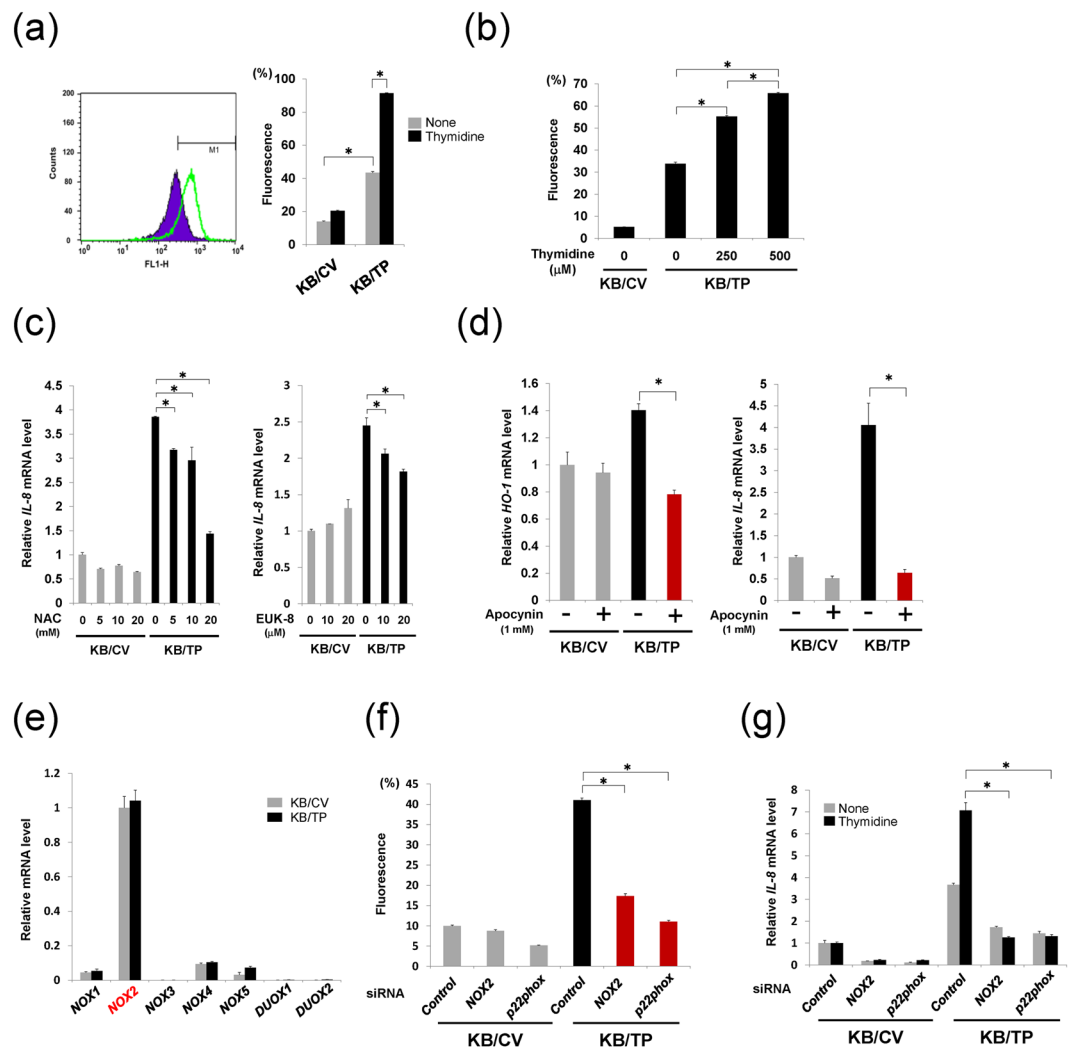 (a)
200
160
120
80
40
0
Counts
M1
10^0 10^1 10^2 10^3 10^4
FL1-H
(%)
100
80
60
40
20
0
Fluorescence
*
*
None
Thymidine
KB/CV KB/TP
(b)
(%)
70
60
50
40
30
20
10
0
Fluorescence
*
*
*
Thymidine 0 0 250 500
(μM)
KB/CV KB/TP
(c)
4.5
4
3.5
3
2.5
2
1.5
1
0.5
0
Relative IL-8 mRNA level
*
*
*
NAC 0 5 10 20 0 5 10 20
(mM)
KB/CV KB/TP
3
2.5
2
1.5
1
0.5
0
Relative IL-8 mRNA level
*
*
EUK-8 0 10 20 0 10 20
(μM)
KB/CV KB/TP
(d)
1.6
1.4
1.2
1
0.8
0.6
0.4
0.2
0
Relative HO-1 mRNA level
*
Apocynin - + - +
(1 mM)
KB/CV KB/TP
5
4.5
4
3.5
3
2.5
2
1.5
1
0.5
0
Relative IL-8 mRNA level
*
Apocynin - + - +
(1 mM)
KB/CV KB/TP
(e)
1.2
1
0.8
0.6
0.4
0.2
0
Relative mRNA level
KB/CV
KB/TP
NOX1 NOX2 NOX3 NOX4 NOX5 DUOX1 DUOX2
(f)
(%)
45
40
35
30
25
20
15
10
5
0
Fluorescence
*
*
siRNA Control NOX2 p22phox Control NOX2 p22phox
KB/CV KB/TP
(g)
8
7
6
5
4
3
2
1
0
Relative IL-8 mRNA level
None
Thymidine
*
*
siRNA Control NOX2 p22phox Control NOX2 p22phox
KB/CV KB/TP